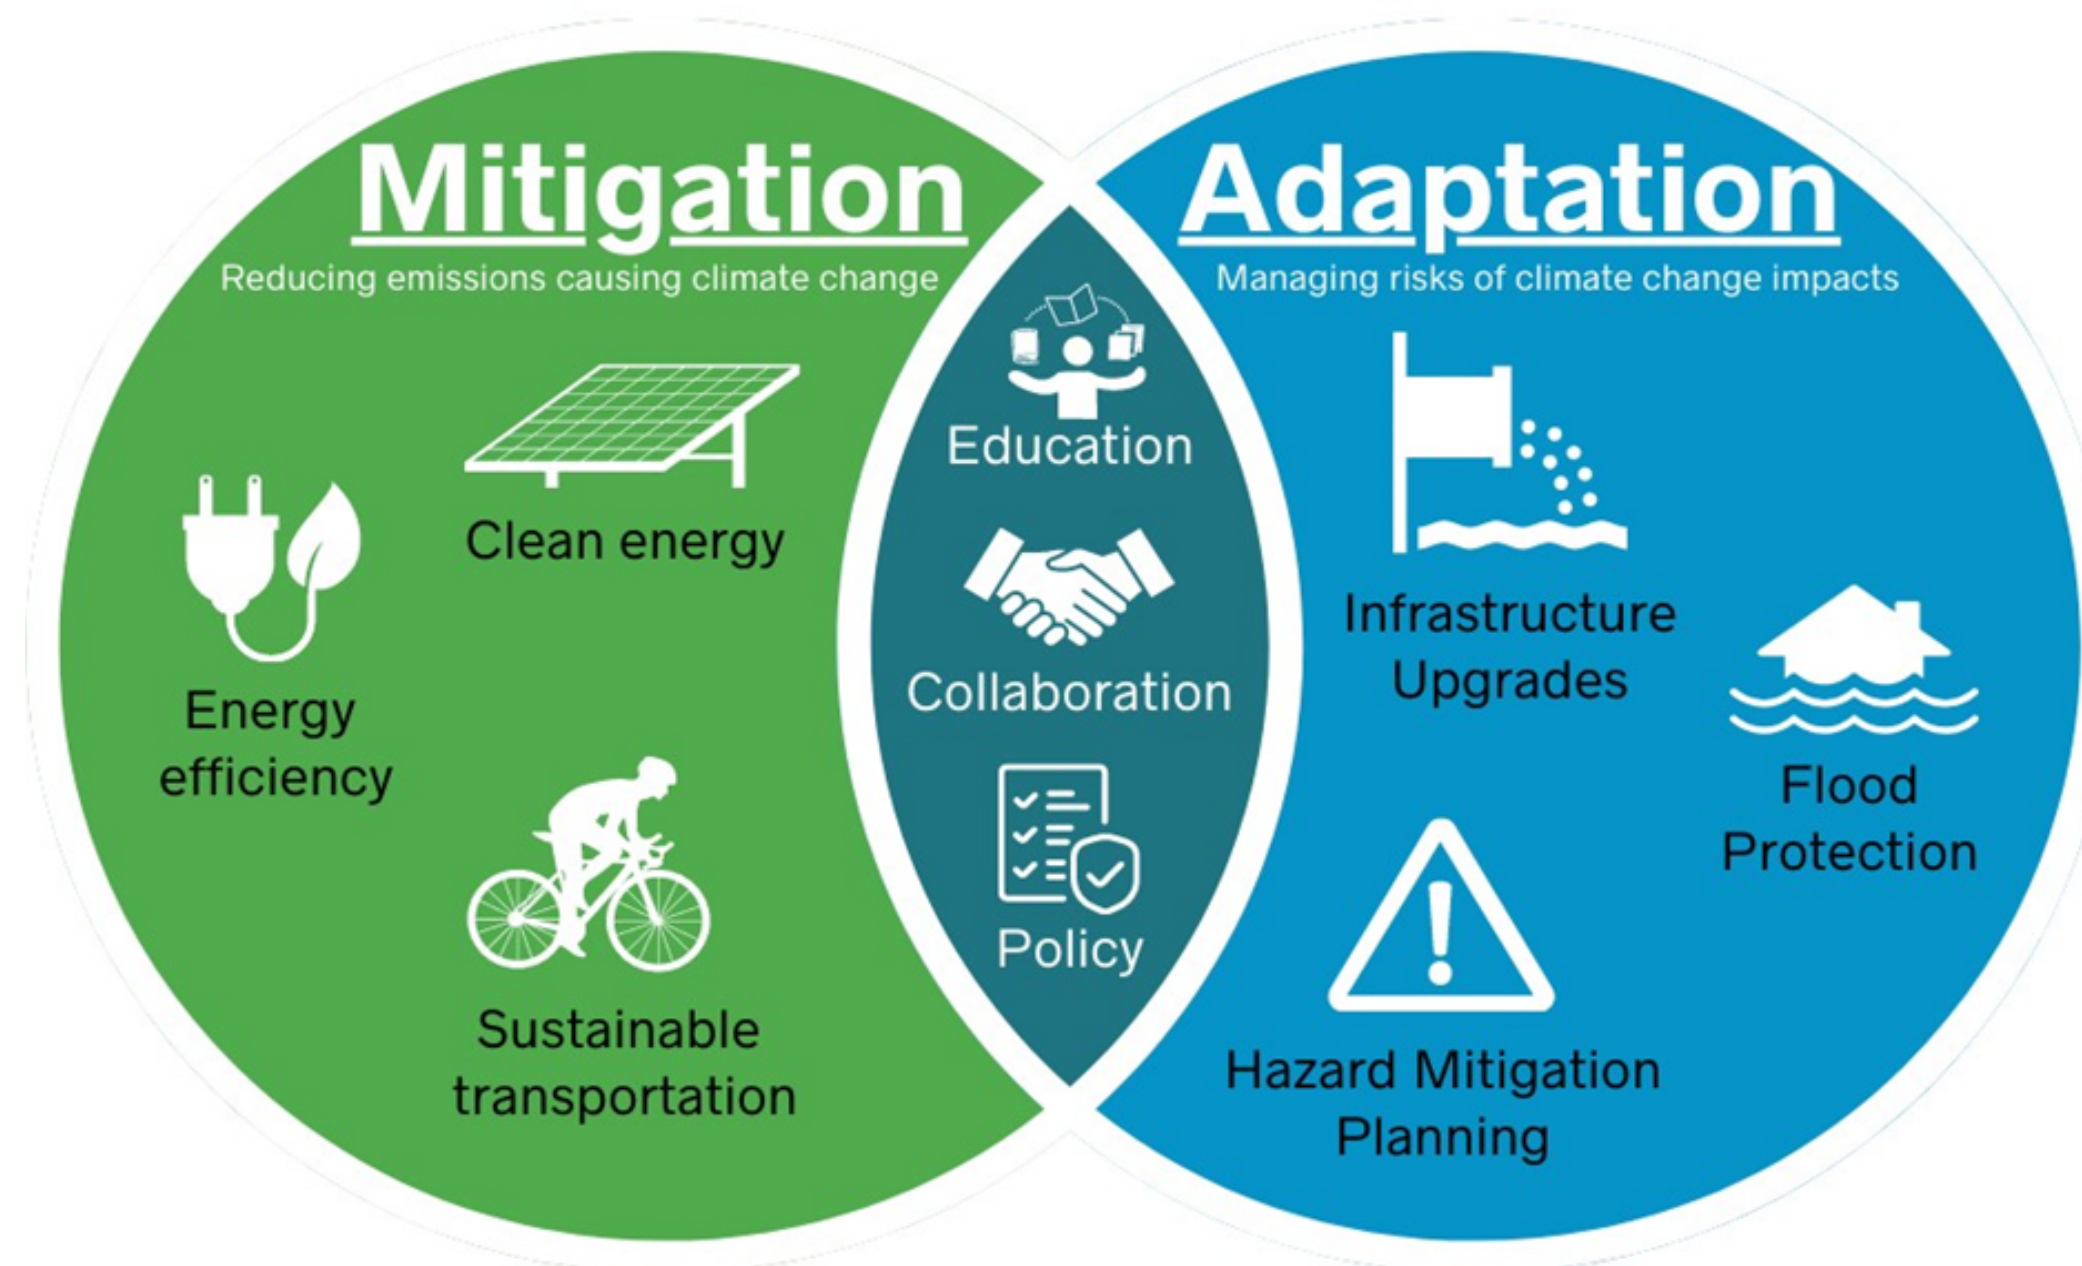 Mitigation
Reducing emissions causing climate change
Clean energy
Energy
efficiency
Sustainable
transportation
Education
Collaboration
Policy
Adaptation
Managing risks of climate change impacts
Infrastructure
Upgrades
Flood
Protection
Hazard Mitigation
Planning